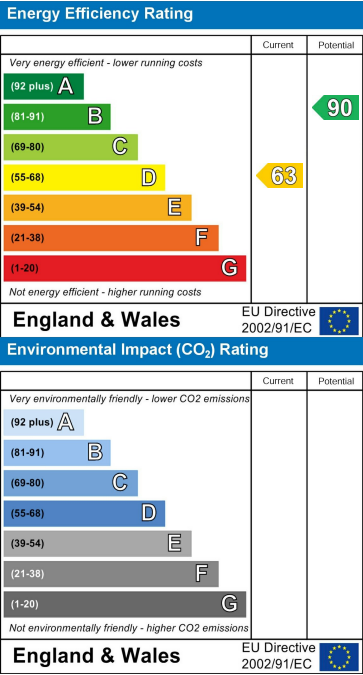 Energy Efficiency Rating
Current Potential
Very energy efficient - lower running costs
(92 plus) A
(81-91) B
90
(69-80) C
(55-68) D
63
(39-54) E
(21-38) F
(1-20) G
Not energy efficient - higher running costs
England & Wales
EU Directive
2002/91/EC
Environmental Impact (CO₂) Rating
Current Potential
Very environmentally friendly - lower CO2 emissions
(92 plus) A
(81-91) B
(69-80) C
(55-68) D
(39-54) E
(21-38) F
(1-20) G
Not environmentally friendly - higher CO2 emissions
England & Wales
EU Directive
2002/91/EC